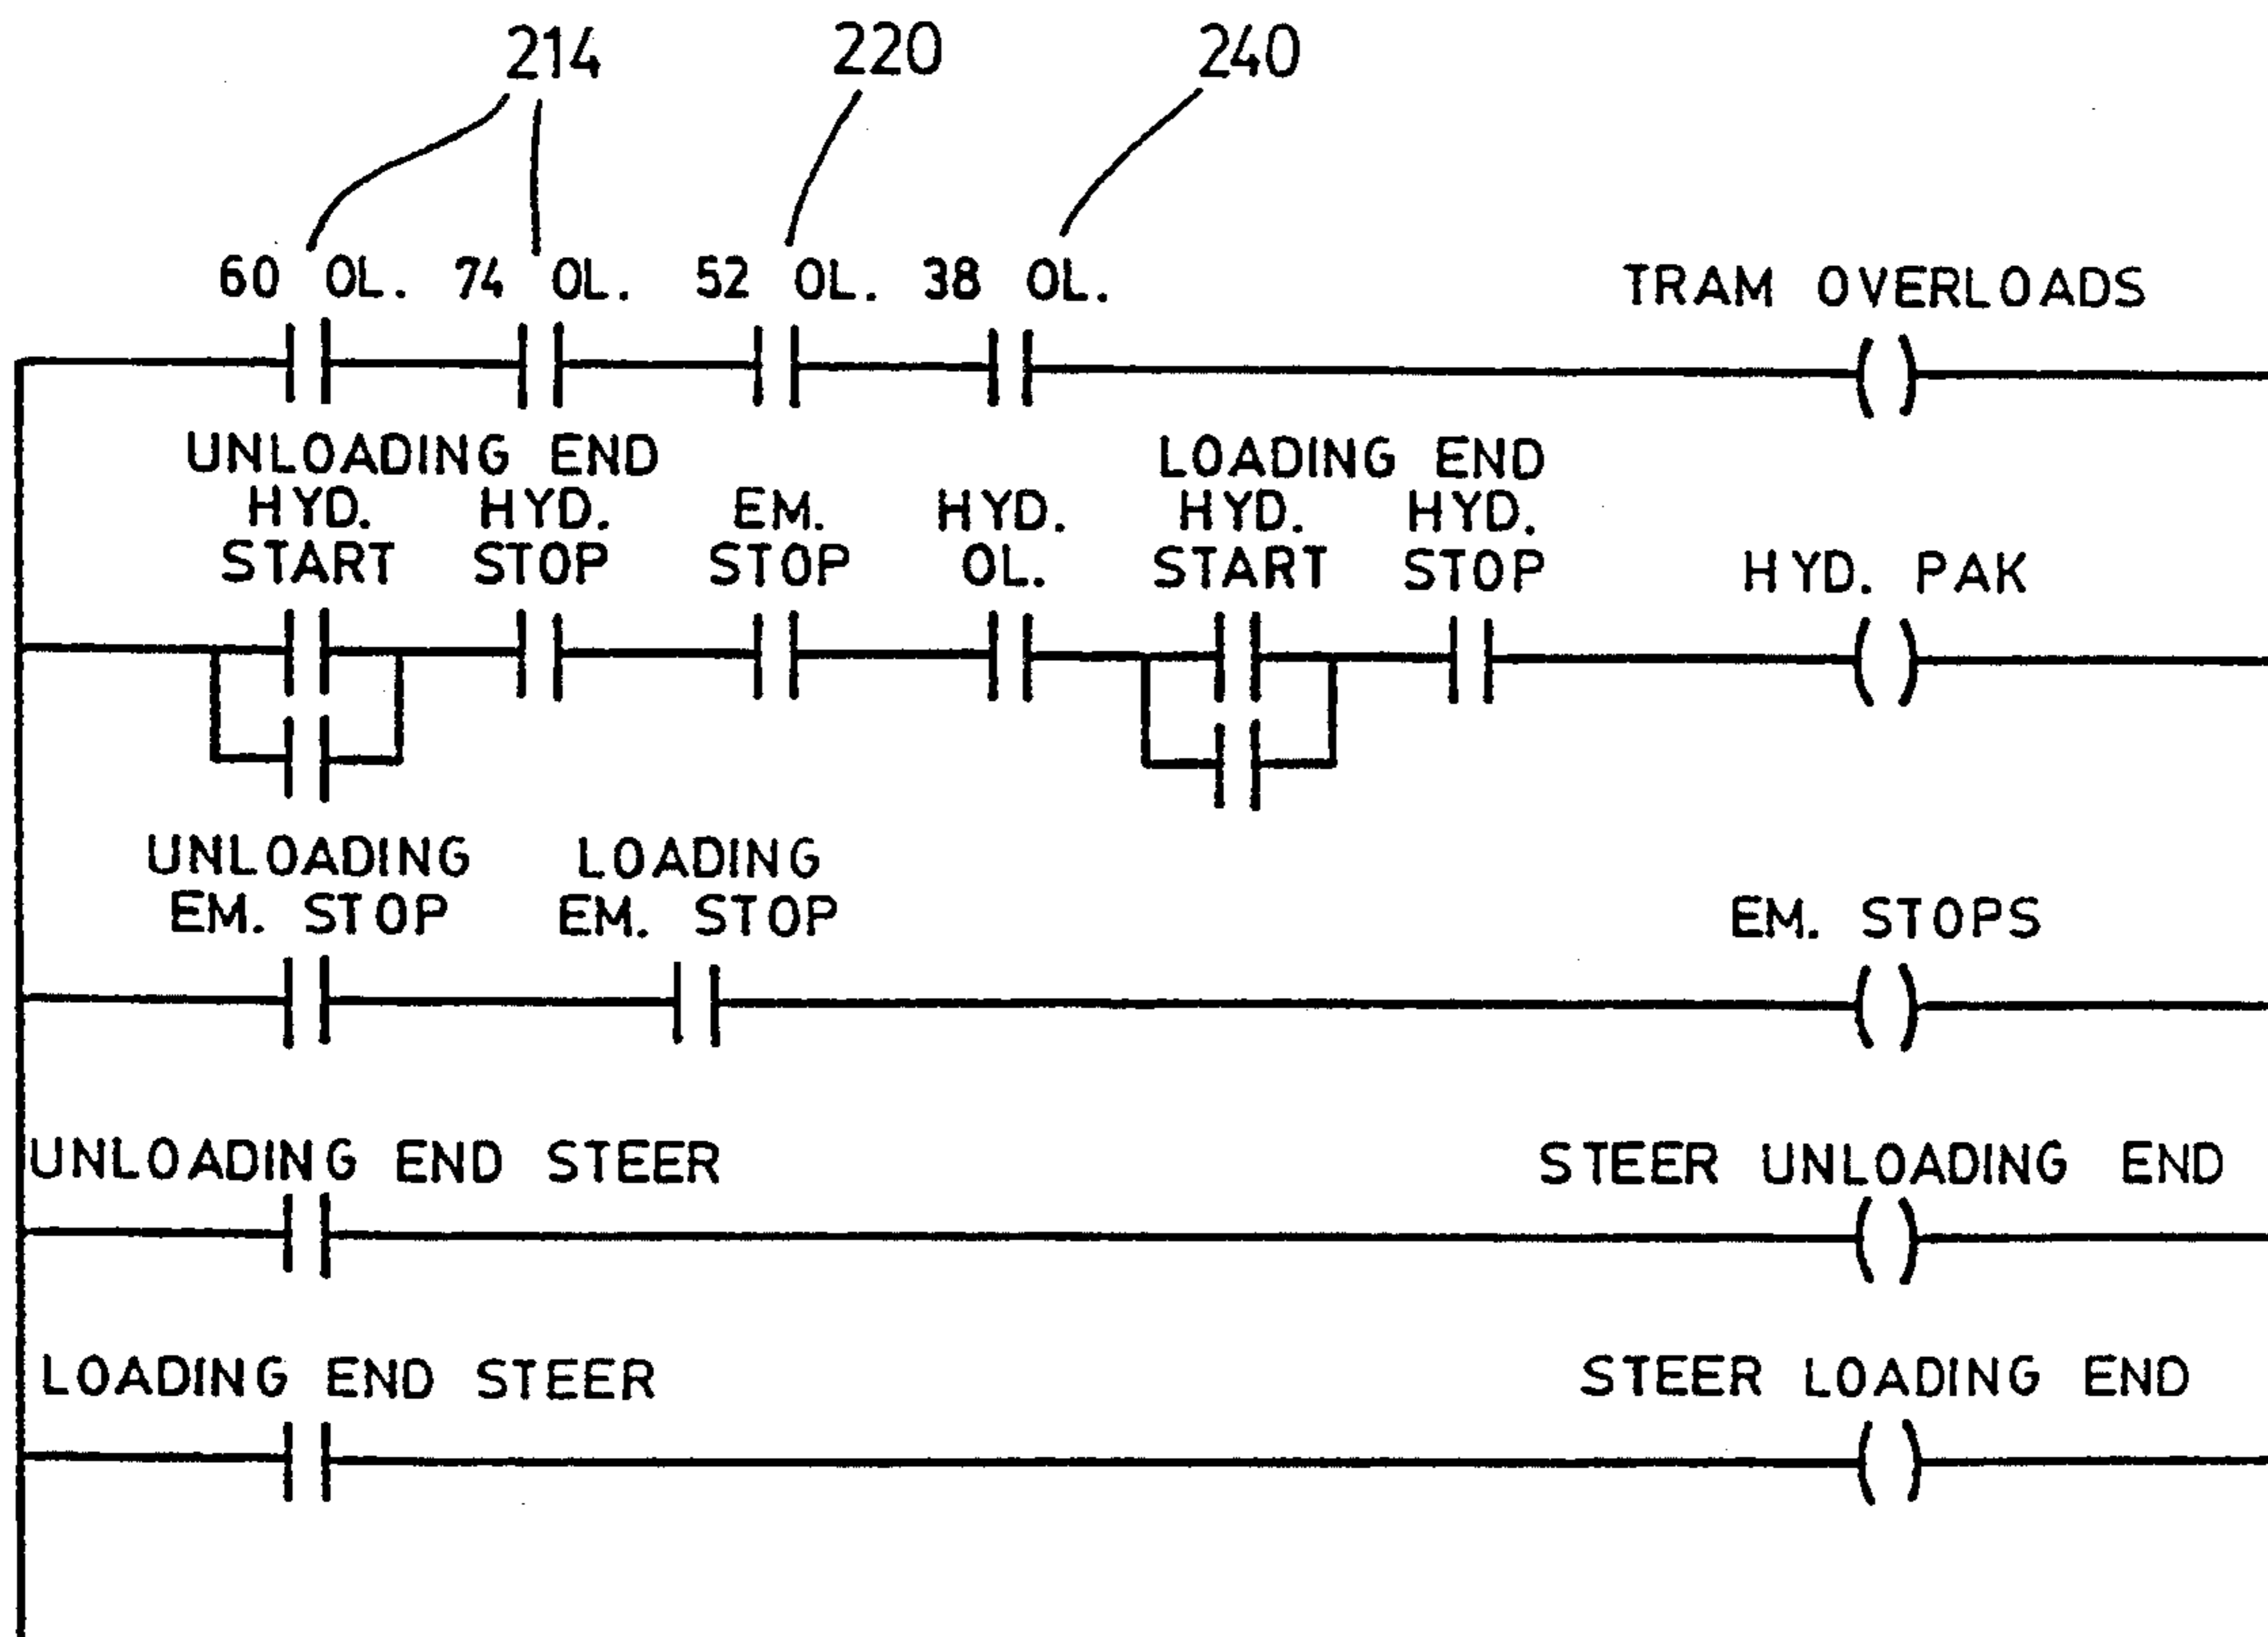 214 220 240
60 OL. 74 OL. 52 OL. 38 OL. TRAM OVERLOADS
UNLOADING END LOADING END
HYD. HYD. EM. HYD. HYD. HYD.
START STOP STOP OL. START STOP HYD. PAK
UNLOADING LOADING
EM. STOP EM. STOP EM. STOPS
UNLOADING END STEER STEER UNLOADING END
LOADING END STEER STEER LOADING END